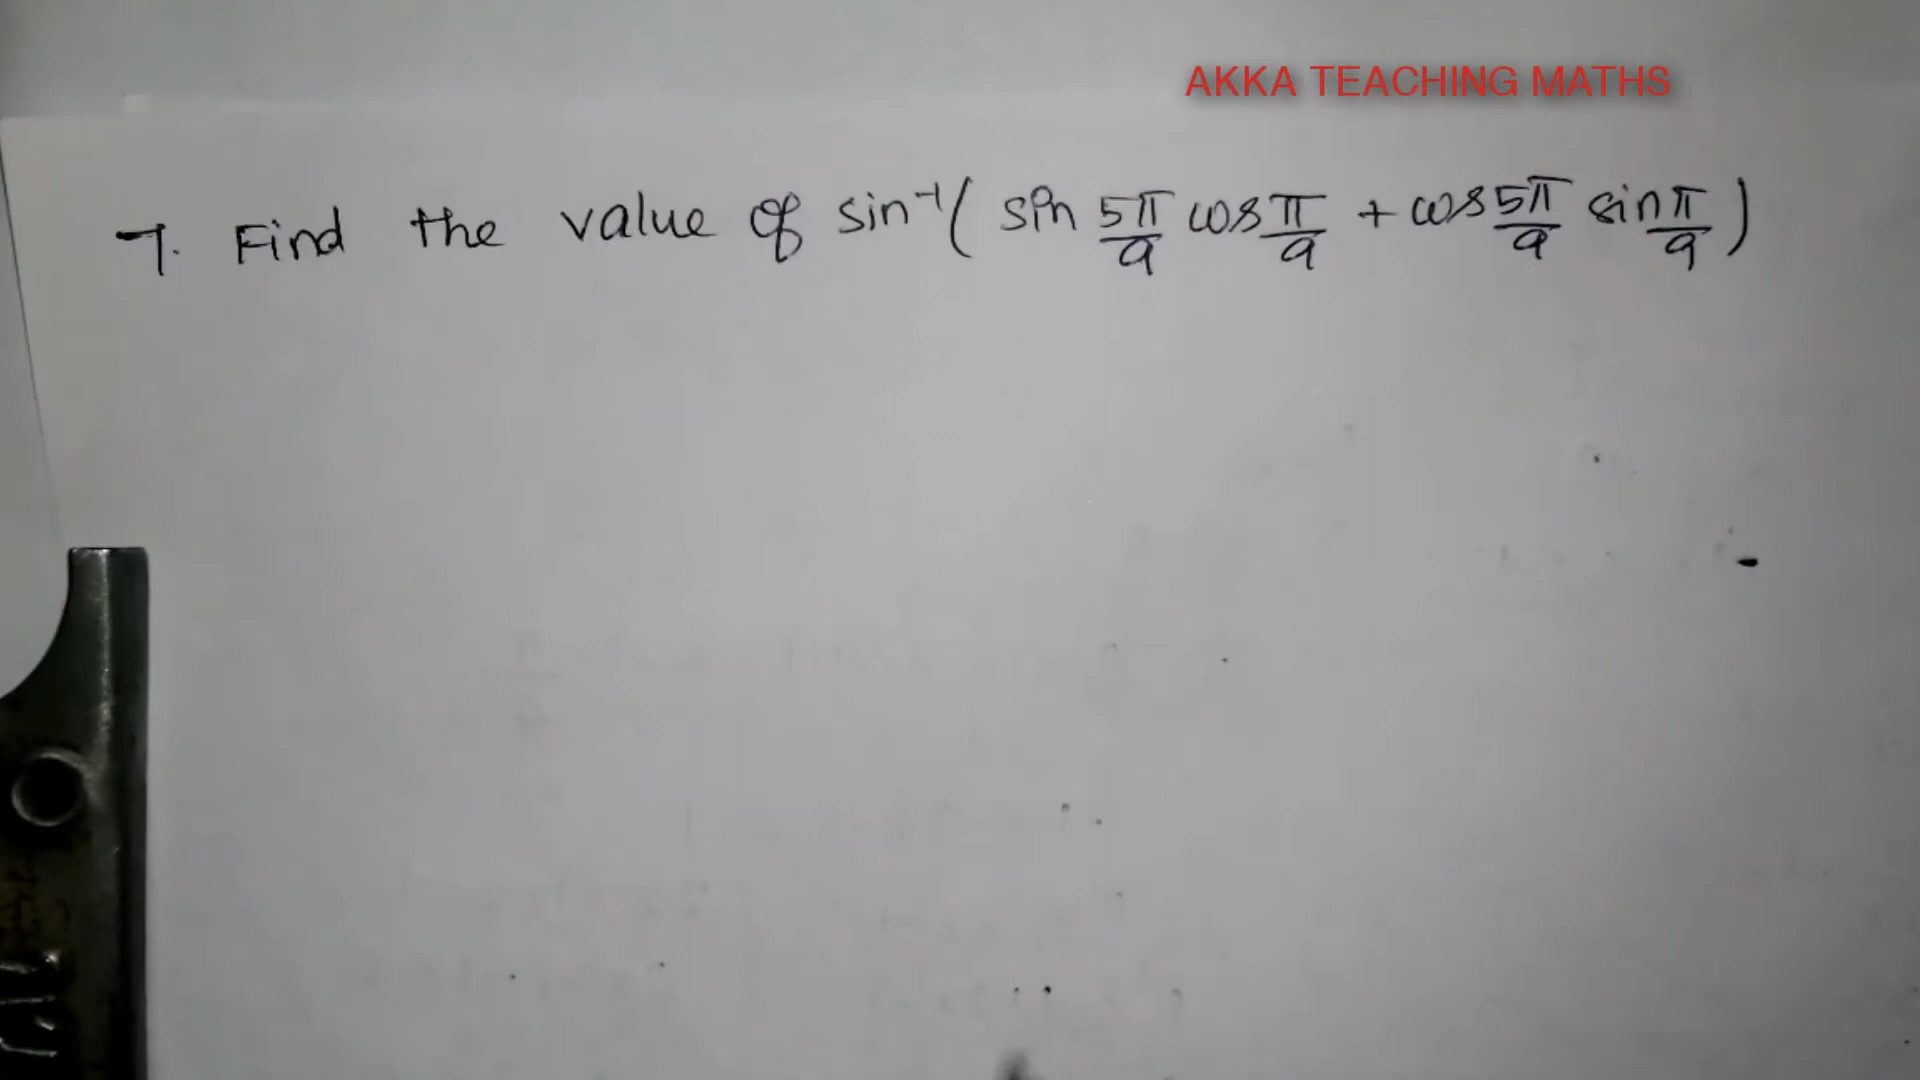 AKKA TEACHING MATHS
7. Find the value of sin⁻¹( sin 5π/9 cos π/9 + cos 5π/9 sin π/9 )